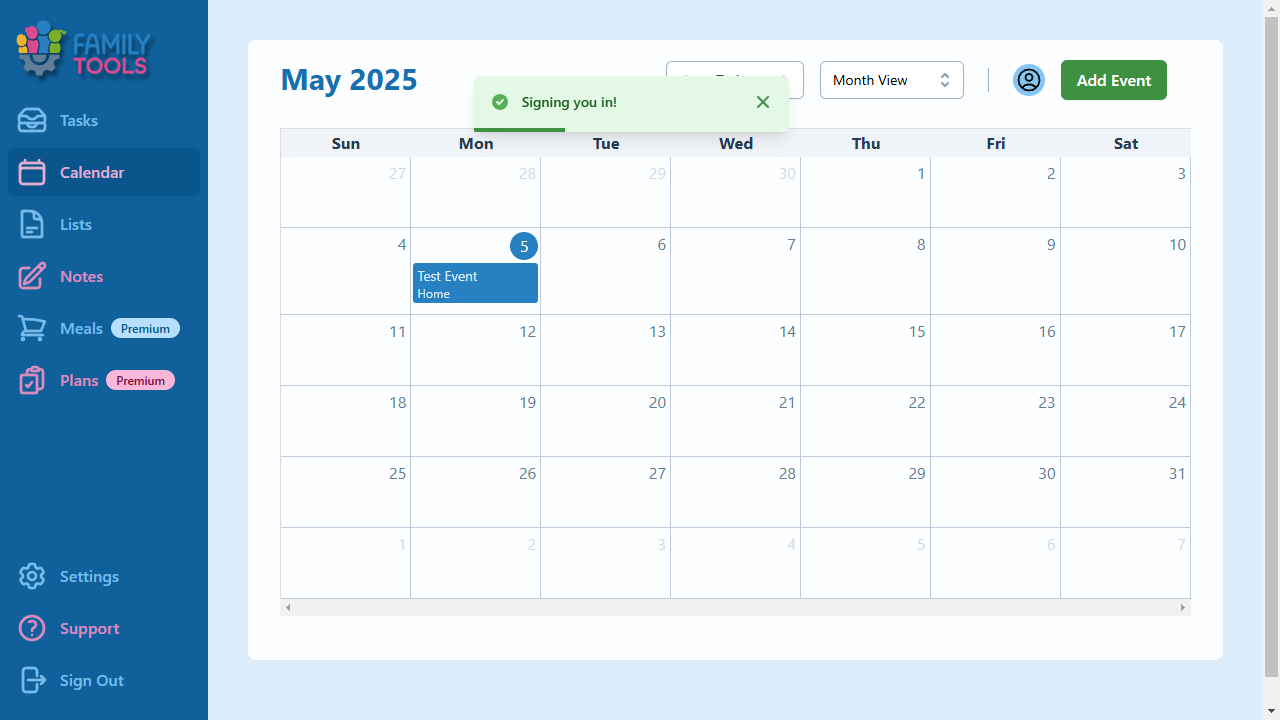 FAMILY
TOOLS
Tasks
Calendar
Lists
Notes
Meals Premium
Plans Premium
Settings
Support
Sign Out
May 2025
Month View
Add Event
Signing you in!
Sun Mon Tue Wed Thu Fri Sat
27 28 29 30 1 2 3
4 5 6 7 8 9 10
Test Event
Home
11 12 13 14 15 16 17
18 19 20 21 22 23 24
25 26 27 28 29 30 31
1 2 3 4 5 6 7